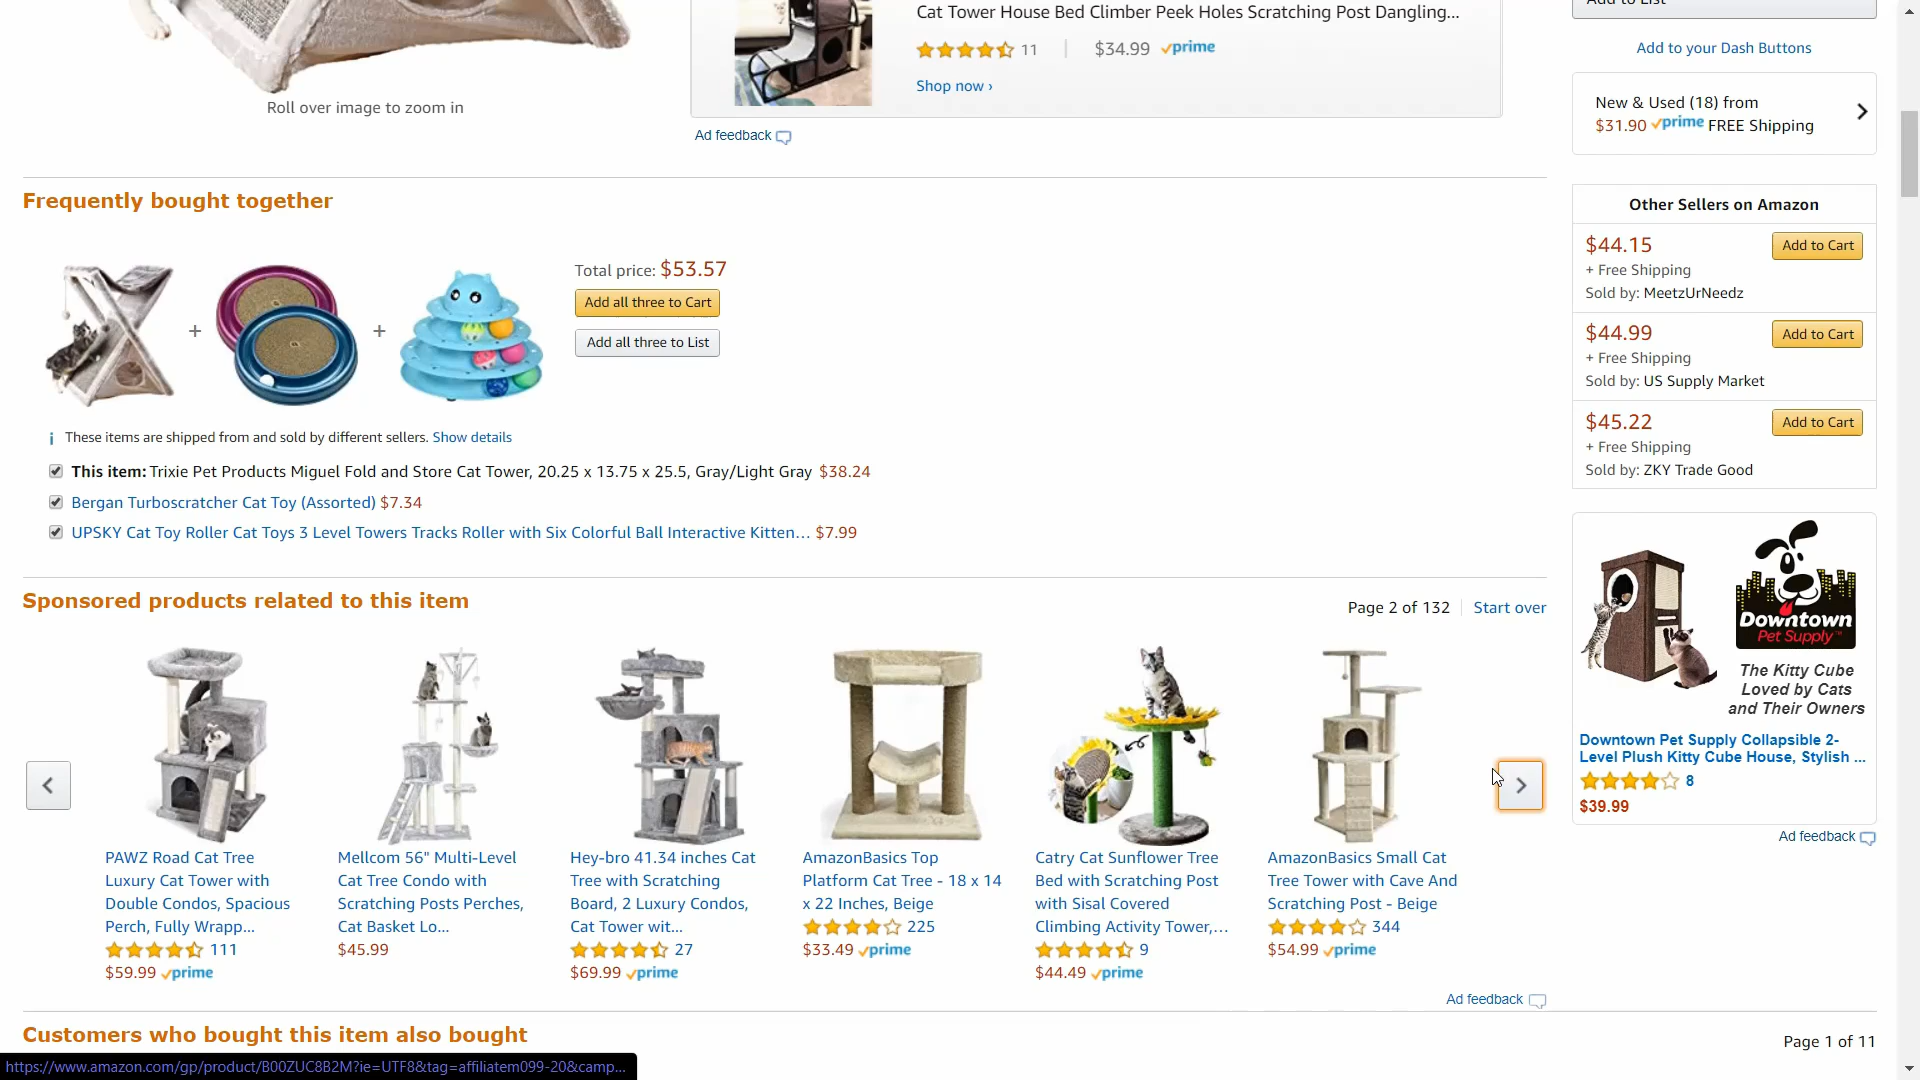 Add to List
Cat Tower House Bed Climber Peek Holes Scratching Post Dangling...
11
$34.99 prime
Shop now ›
Roll over image to zoom in
Ad feedback
Add to your Dash Buttons
New & Used (18) from
$31.90 prime FREE Shipping
Frequently bought together
+
+
Total price: $53.57
Add all three to Cart
Add all three to List
i These items are shipped from and sold by different sellers. Show details
This item: Trixie Pet Products Miguel Fold and Store Cat Tower, 20.25 x 13.75 x 25.5, Gray/Light Gray $38.24
Bergan Turboscratcher Cat Toy (Assorted) $7.34
UPSKY Cat Toy Roller Cat Toys 3 Level Towers Tracks Roller with Six Colorful Ball Interactive Kitten... $7.99
Other Sellers on Amazon
$44.15
Add to Cart
+ Free Shipping
Sold by: MeetzUrNeedz
$44.99
Add to Cart
+ Free Shipping
Sold by: US Supply Market
$45.22
Add to Cart
+ Free Shipping
Sold by: ZKY Trade Good
Downtown
Pet Supply™
The Kitty Cube
Loved by Cats
and Their Owners
Downtown Pet Supply Collapsible 2-
Level Plush Kitty Cube House, Stylish ...
8
$39.99
Ad feedback
Sponsored products related to this item
Page 2 of 132
Start over
PAWZ Road Cat Tree
Luxury Cat Tower with
Double Condos, Spacious
Perch, Fully Wrapp...
111
$59.99 prime
Mellcom 56" Multi-Level
Cat Tree Condo with
Scratching Posts Perches,
Cat Basket Lo...
$45.99
Hey-bro 41.34 inches Cat
Tree with Scratching
Board, 2 Luxury Condos,
Cat Tower wit...
27
$69.99 prime
AmazonBasics Top
Platform Cat Tree - 18 x 14
x 22 Inches, Beige
225
$33.49 prime
Catry Cat Sunflower Tree
Bed with Scratching Post
with Sisal Covered
Climbing Activity Tower,...
9
$44.49 prime
AmazonBasics Small Cat
Tree Tower with Cave And
Scratching Post - Beige
344
$54.99 prime
Ad feedback
Customers who bought this item also bought
Page 1 of 11
https://www.amazon.com/gp/product/B00ZUC8B2M?ie=UTF8&tag=affiliatem099-20&camp...